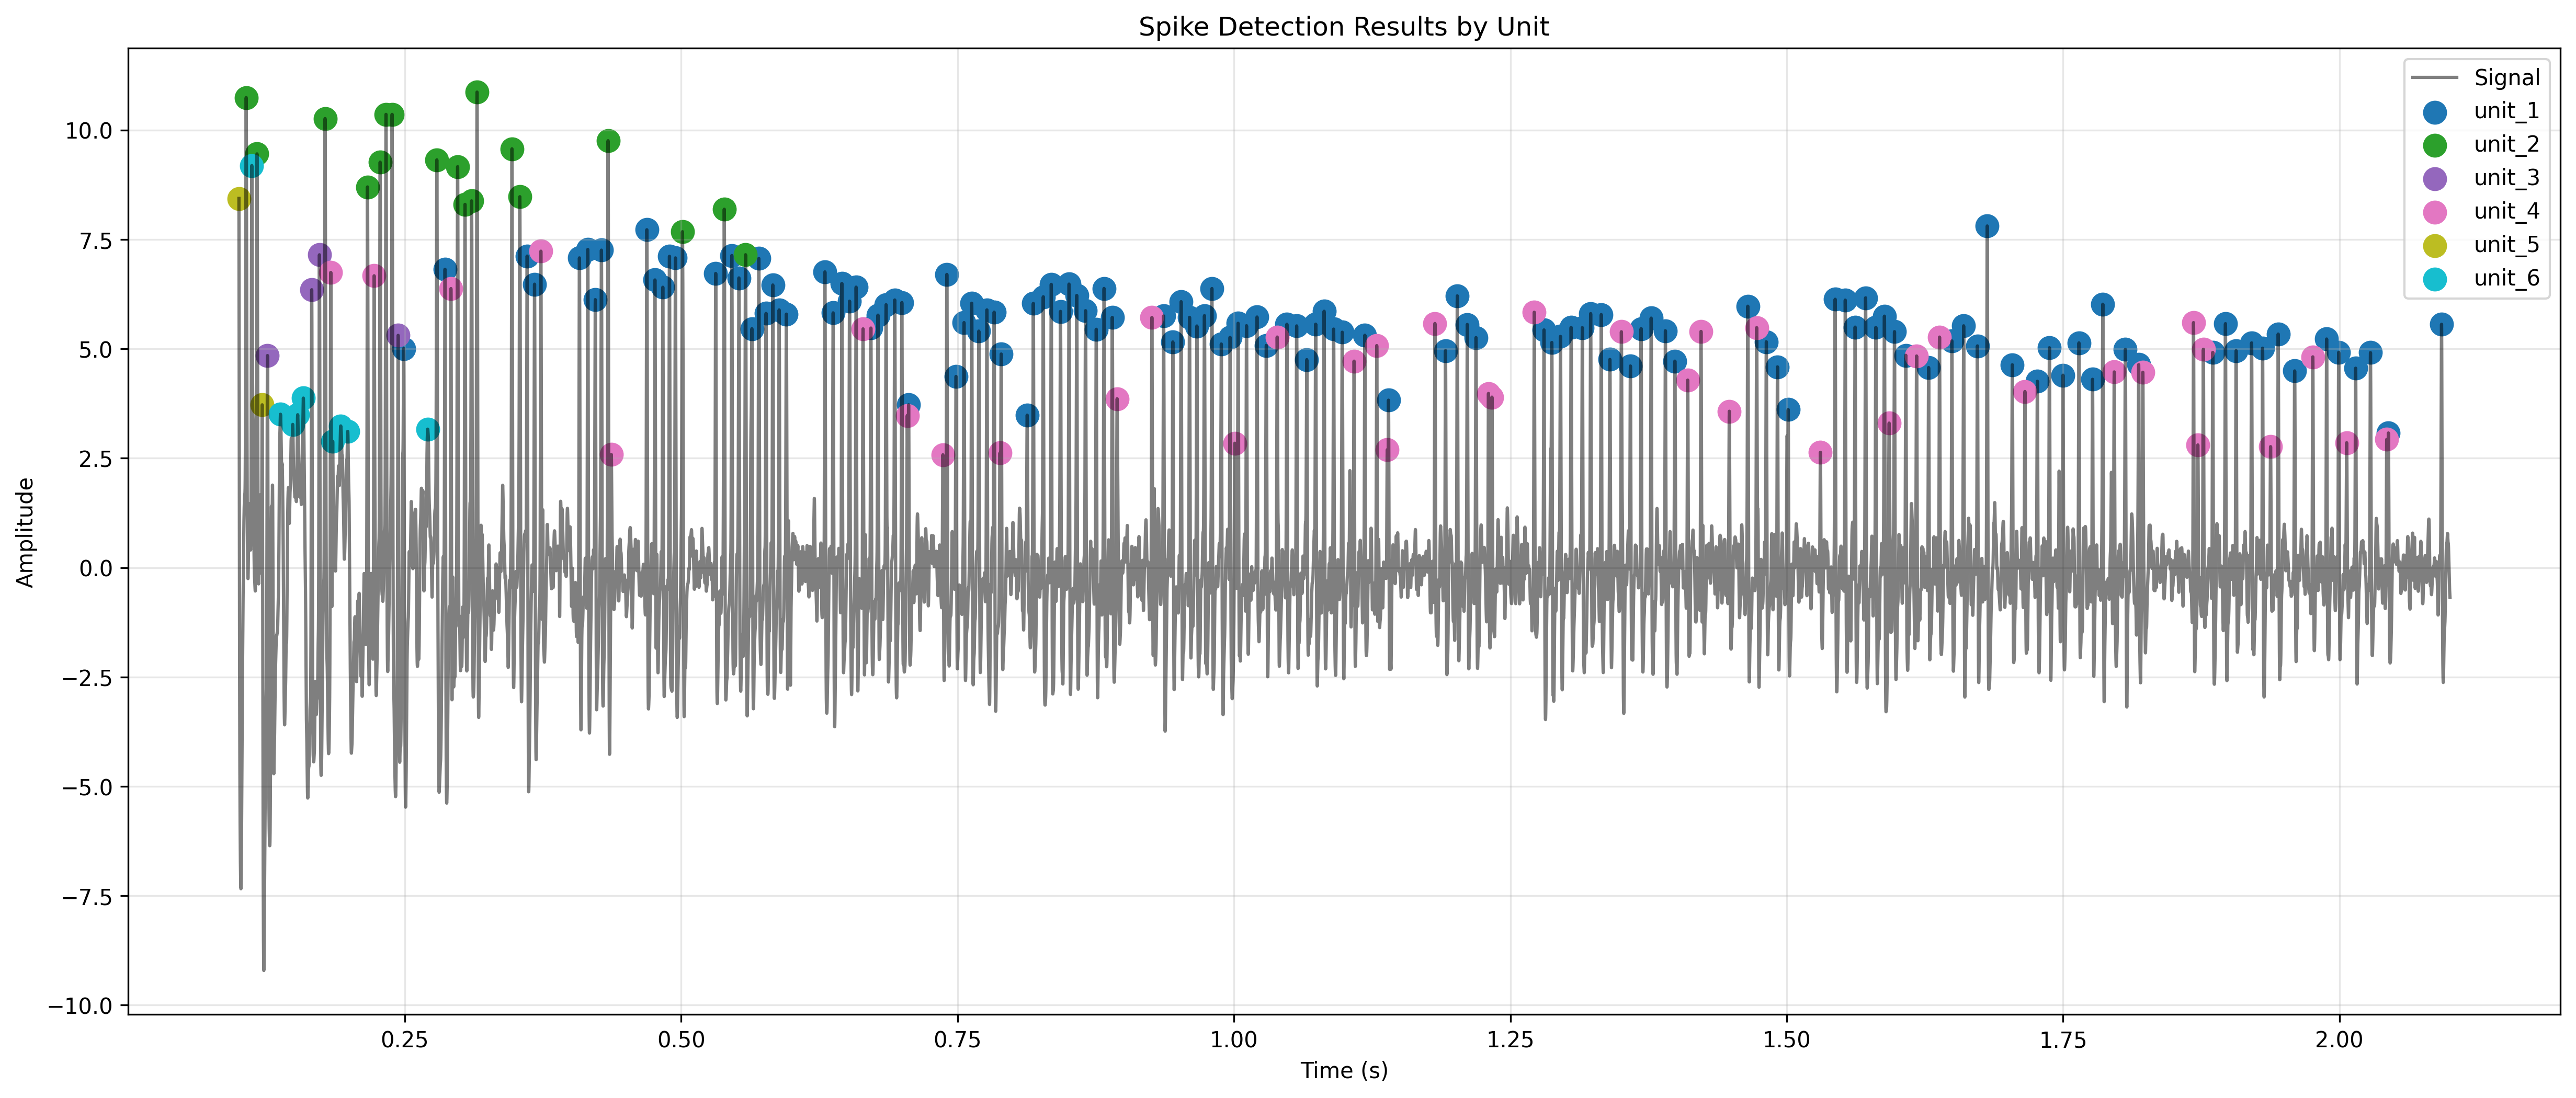 Spike Detection Results by Unit
Signal
unit_1
unit_2
unit_3
unit_4
unit_5
unit_6
Amplitude
10.0
7.5
5.0
2.5
0.0
−2.5
−5.0
−7.5
−10.0
0.25 0.50 0.75 1.00 1.25 1.50 1.75 2.00
Time (s)